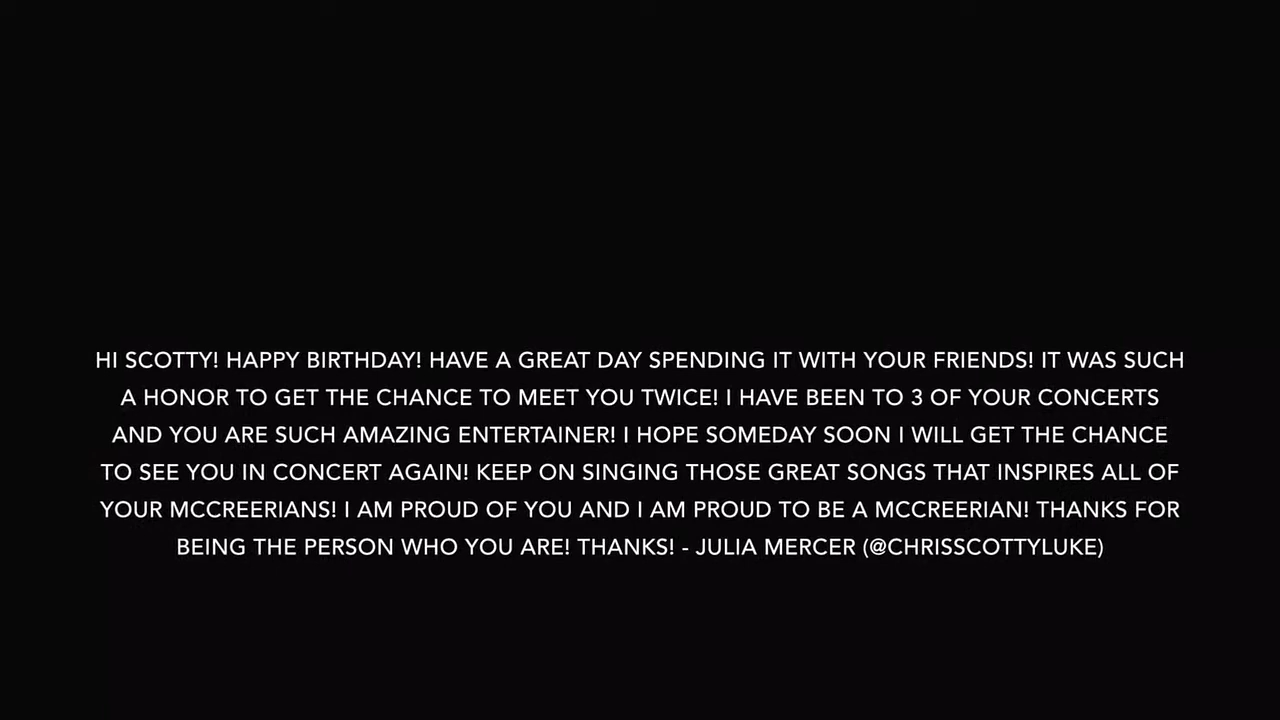 HI SCOTTY! HAPPY BIRTHDAY! HAVE A GREAT DAY SPENDING IT WITH YOUR FRIENDS! IT WAS SUCH
A HONOR TO GET THE CHANCE TO MEET YOU TWICE! I HAVE BEEN TO 3 OF YOUR CONCERTS
AND YOU ARE SUCH AMAZING ENTERTAINER! I HOPE SOMEDAY SOON I WILL GET THE CHANCE
TO SEE YOU IN CONCERT AGAIN! KEEP ON SINGING THOSE GREAT SONGS THAT INSPIRES ALL OF
YOUR MCCREERIANS! I AM PROUD OF YOU AND I AM PROUD TO BE A MCCREERIAN! THANKS FOR
BEING THE PERSON WHO YOU ARE! THANKS! - JULIA MERCER (@CHRISSCOTTYLUKE)